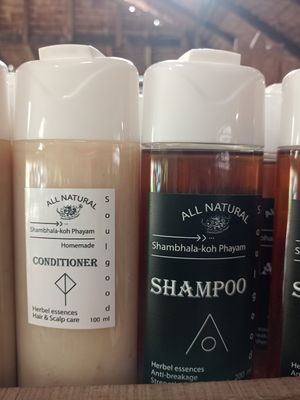 ALL NATURAL
Shambhala-koh Phayam
Homemade
CONDITIONER
Herbel essences
Hair & Scalp care
100 ml
Soulgood
ALL NATURAL
Shambhala-koh Phayam
SHAMPOO
Herbel essences
Anti-breakage
Soulgood